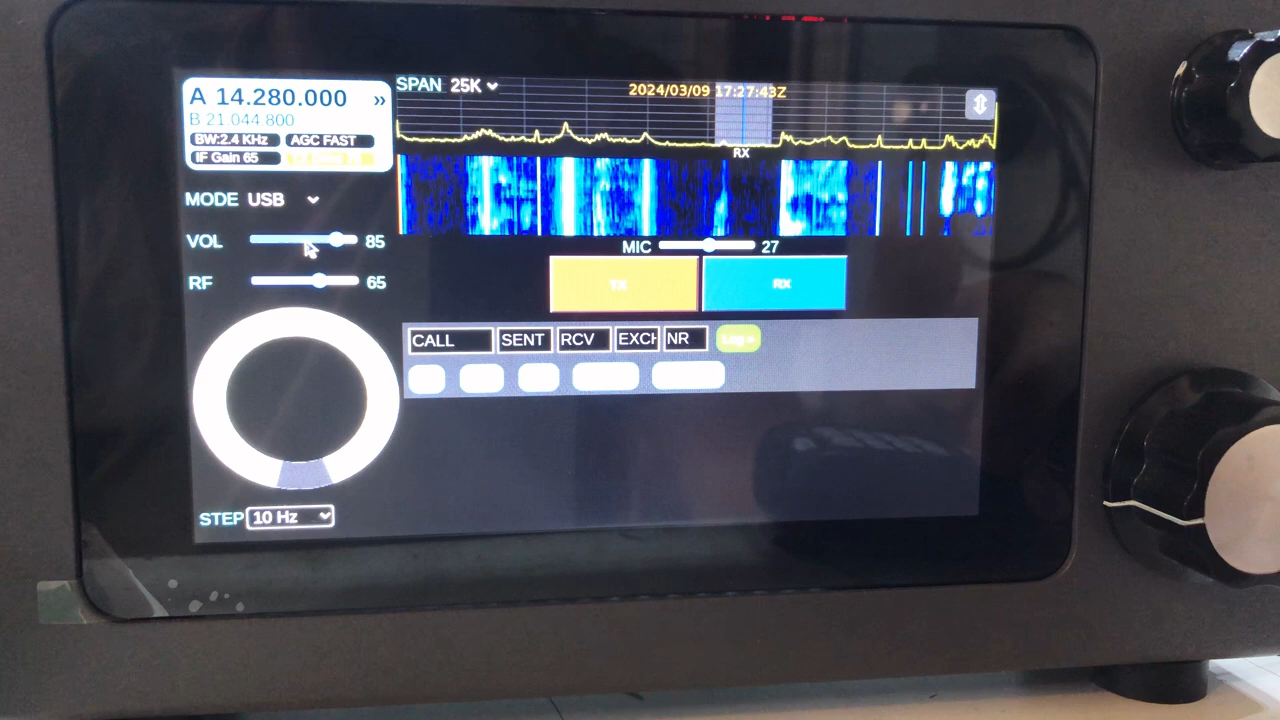 A 14.280.000 »
B 21 044 800
BW:2.4 KHz AGC FAST
IF Gain 65
SPAN 25K
2024/03/09 17:27:43Z
RX
MODE USB
VOL 85
RF 65
MIC 27
TX RX
CALL SENT RCV EXCH NR Log »
STEP 10 Hz